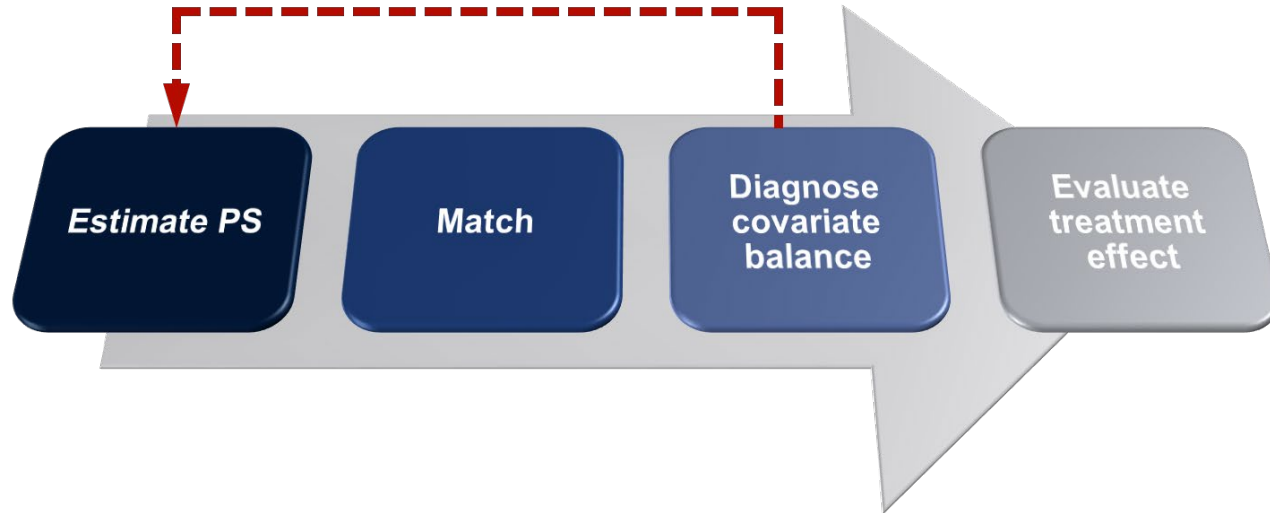 Estimate PS
Match
Diagnose
covariate
balance
Evaluate
treatment
effect